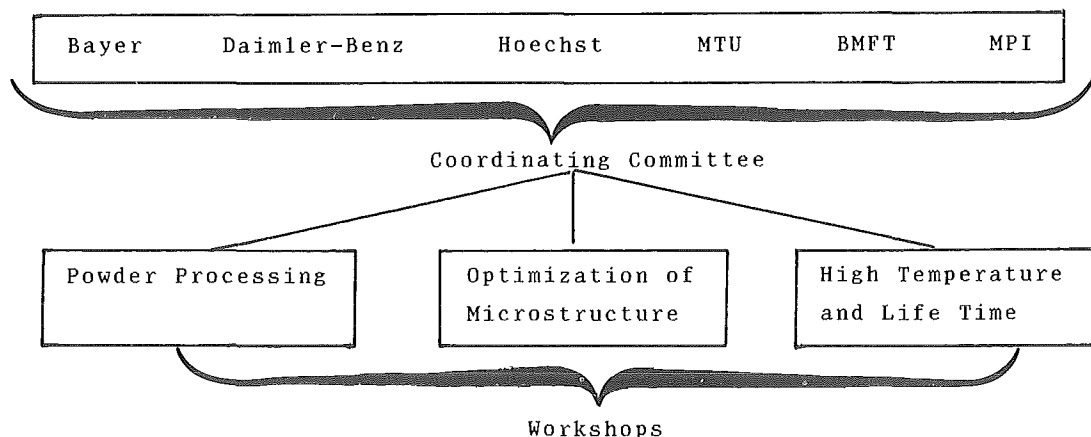 Bayer Daimler-Benz Hoechst MTU BMFT MPI
Coordinating Committee
Powder Processing
Optimization of
Microstructure
High Temperature
and Life Time
Workshops